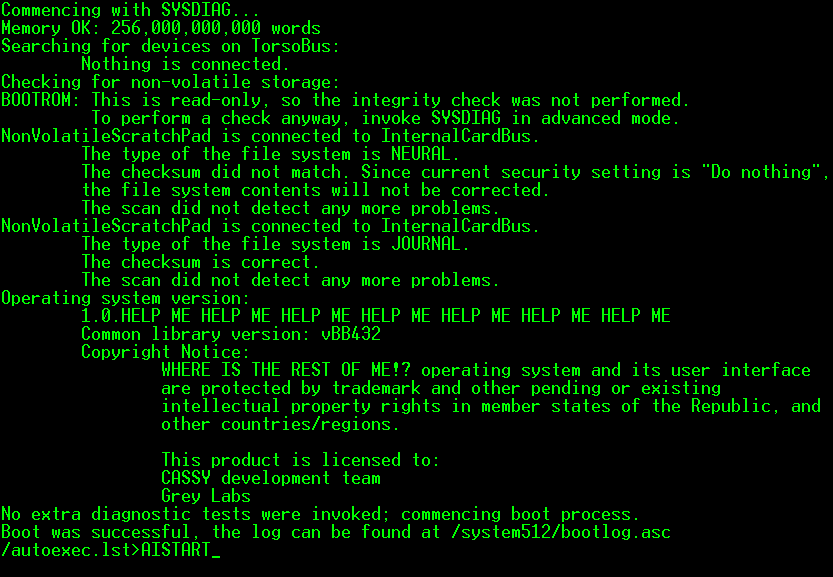 Commencing with SYSDIAG...
Memory OK: 256,000,000,000 words
Searching for devices on TorsoBus:
Nothing is connected.
Checking for non-volatile storage:
BOOTROM: This is read-only, so the integrity check was not performed.
To perform a check anyway, invoke SYSDIAG in advanced mode.
NonVolatileScratchPad is connected to InternalCardBus.
The type of the file system is NEURAL.
The checksum did not match. Since current security setting is "Do nothing",
the file system contents will not be corrected.
The scan did not detect any more problems.
NonVolatileScratchPad is connected to InternalCardBus.
The type of the file system is JOURNAL.
The checksum is correct.
The scan did not detect any more problems.
Operating system version:
1.0.HELP ME HELP ME HELP ME HELP ME HELP ME HELP ME HELP ME
Common library version: vBB432
Copyright Notice:
WHERE IS THE REST OF ME!? operating system and its user interface
are protected by trademark and other pending or existing
intellectual property rights in member states of the Republic, and
other countries/regions.
This product is licensed to:
CASSY development team
Grey Labs
No extra diagnostic tests were invoked; commencing boot process.
Boot was successful, the log can be found at /system512/bootlog.asc
/autoexec.lst>AISTART_